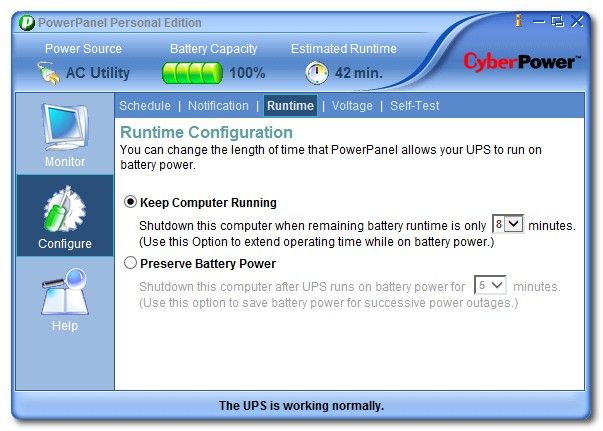 PowerPanel Personal Edition
Power Source
Battery Capacity
Estimated Runtime
AC Utility
100%
42 min.
CyberPower™
Schedule | Notification | Runtime | Voltage | Self-Test
Monitor
Configure
Help
Runtime Configuration
You can change the length of time that PowerPanel allows your UPS to run on
battery power.
Keep Computer Running
Shutdown this computer when remaining battery runtime is only 8 minutes.
(Use this Option to extend operating time while on battery power.)
Preserve Battery Power
Shutdown this computer after UPS runs on battery power for 5 minutes.
(Use this option to save battery power for successive power outages.)
The UPS is working normally.